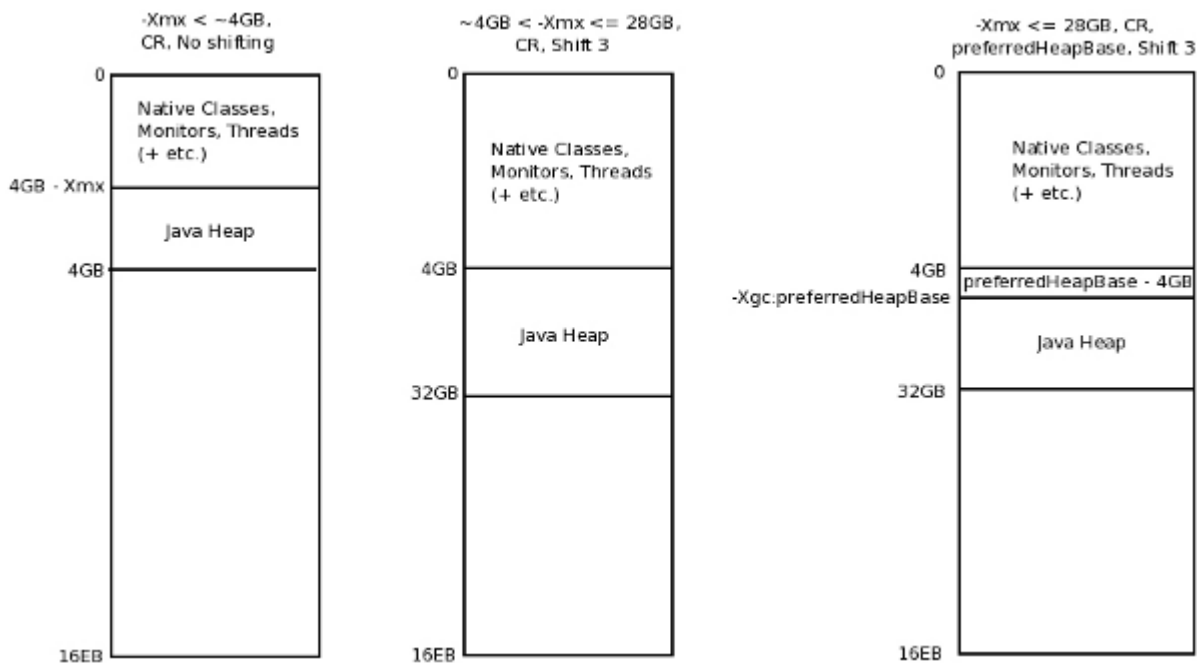 -Xmx < ~4GB,
CR, No shifting
0
Native Classes,
Monitors, Threads
(+ etc.)
4GB - Xmx
Java Heap
4GB
16EB
~4GB < -Xmx <= 28GB,
CR, Shift 3
0
Native Classes,
Monitors, Threads
(+ etc.)
4GB
Java Heap
32GB
16EB
-Xmx <= 28GB, CR,
preferredHeapBase, Shift 3
0
Native Classes,
Monitors, Threads
(+ etc.)
4GB
preferredHeapBase - 4GB
-Xgc:preferredHeapBase
Java Heap
32GB
16EB